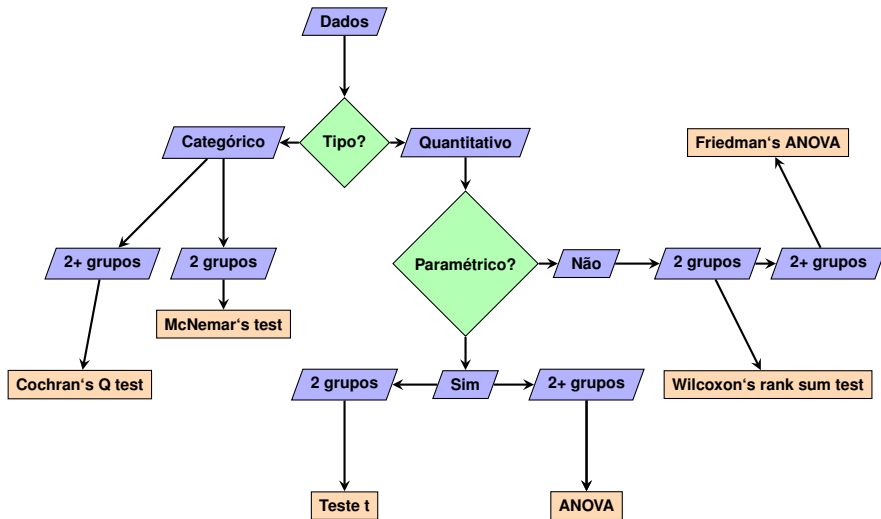 Dados
Categórico
Tipo?
Quantitativo
Friedman‘s ANOVA
2+ grupos
2 grupos
Paramétrico?
Não
2 grupos
2+ grupos
McNemar‘s test
Cochran‘s Q test
2 grupos
Sim
2+ grupos
Wilcoxon‘s rank sum test
Teste t
ANOVA